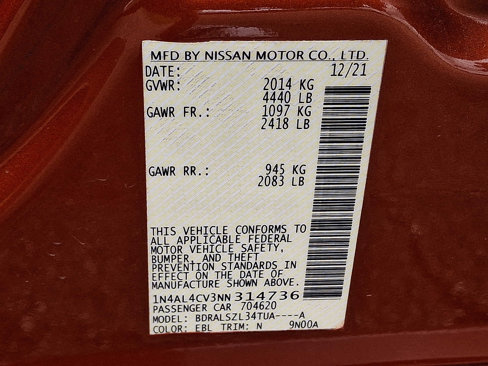 MFD BY NISSAN MOTOR CO., LTD.
DATE: 12/21
GVWR: 2014 KG
4440 LB
GAWR FR.: 1097 KG
2418 LB
GAWR RR.: 945 KG
2083 LB
THIS VEHICLE CONFORMS TO
ALL APPLICABLE FEDERAL
MOTOR VEHICLE SAFETY,
BUMPER, AND THEFT
PREVENTION STANDARDS IN
EFFECT ON THE DATE OF
MANUFACTURE SHOWN ABOVE.
1N4AL4CV3NN314736
PASSENGER CAR 704620
MODEL: BDRALSZL34TUA----A
COLOR: EBL TRIM: N 9N00A